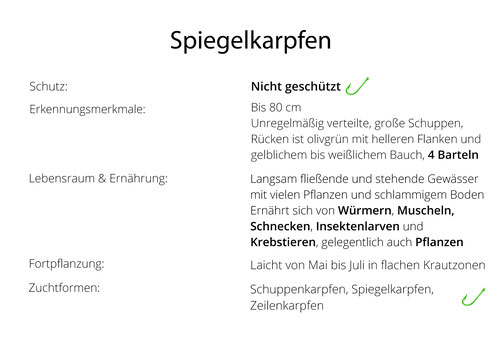 Spiegelkarpfen
Schutz: Nicht geschützt
Erkennungsmerkmale: Bis 80 cm
Unregelmäßig verteilte, große Schuppen,
Rücken ist olivgrün mit helleren Flanken und
gelblichem bis weißlichem Bauch, 4 Barteln
Lebensraum & Ernährung: Langsam fließende und stehende Gewässer
mit vielen Pflanzen und schlammigem Boden
Ernährt sich von Würmern, Muscheln,
Schnecken, Insektenlarven und
Krebstieren, gelegentlich auch Pflanzen
Fortpflanzung: Laicht von Mai bis Juli in flachen Krautzonen
Zuchtformen: Schuppenkarpfen, Spiegelkarpfen,
Zeilenkarpfen